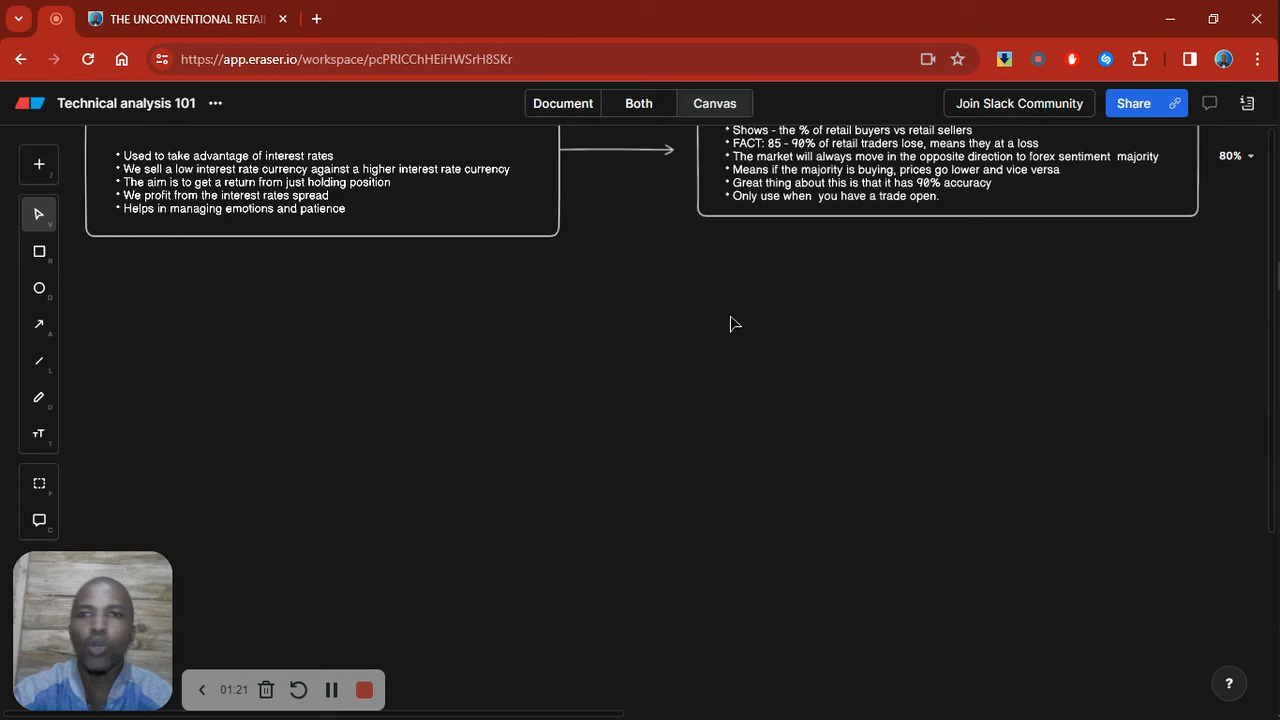 THE UNCONVENTIONAL RETAI
https://app.eraser.io/workspace/pcPRICChHEiHWSrH8SKr
Technical analysis 101
Document
Both
Canvas
Join Slack Community
Share
80%
• Used to take advantage of interest rates
• We sell a low interest rate currency against a higher interest rate currency
• The aim is to get a return from just holding position
• We profit from the interest rates spread
• Helps in managing emotions and patience
• Shows - the % of retail buyers vs retail sellers
• FACT: 85 - 90% of retail traders lose, means they at a loss
• The market will always move in the opposite direction to forex sentiment majority
• Means if the majority is buying, prices go lower and vice versa
• Great thing about this is that it has 90% accuracy
• Only use when you have a trade open.
/
V
R
O
A
L
D
T
F
C
01:21
?